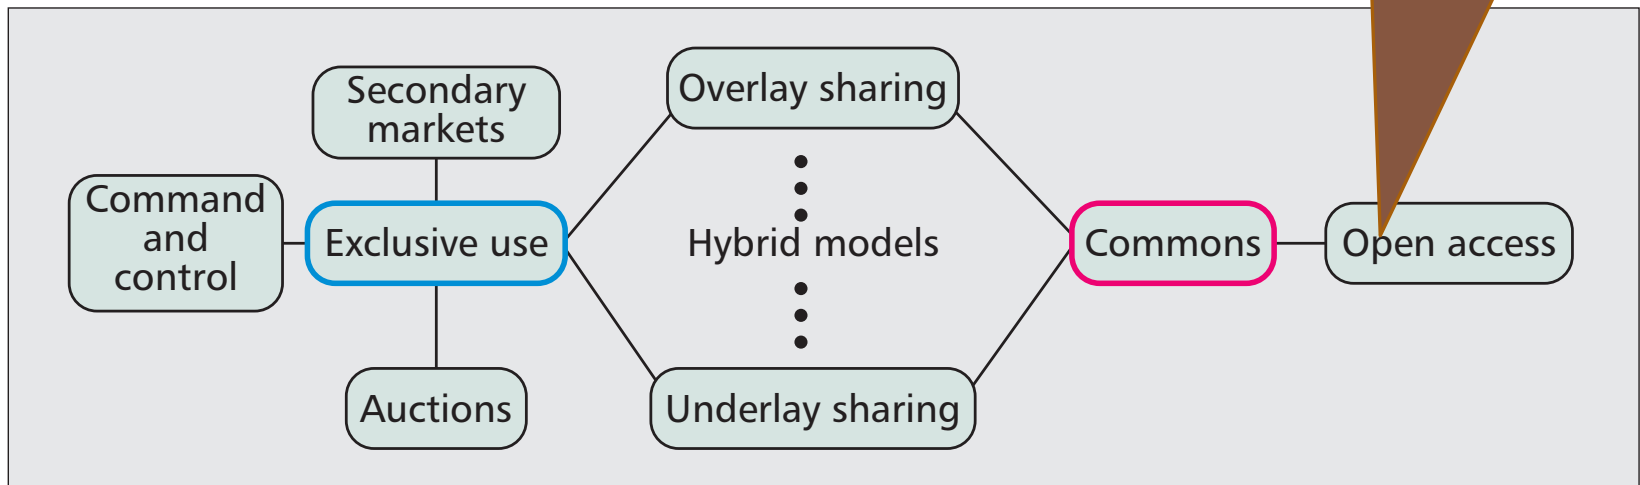 Secondary
markets
Overlay sharing
Command
and
control
Exclusive use
Hybrid models
Commons
Open access
Auctions
Underlay sharing